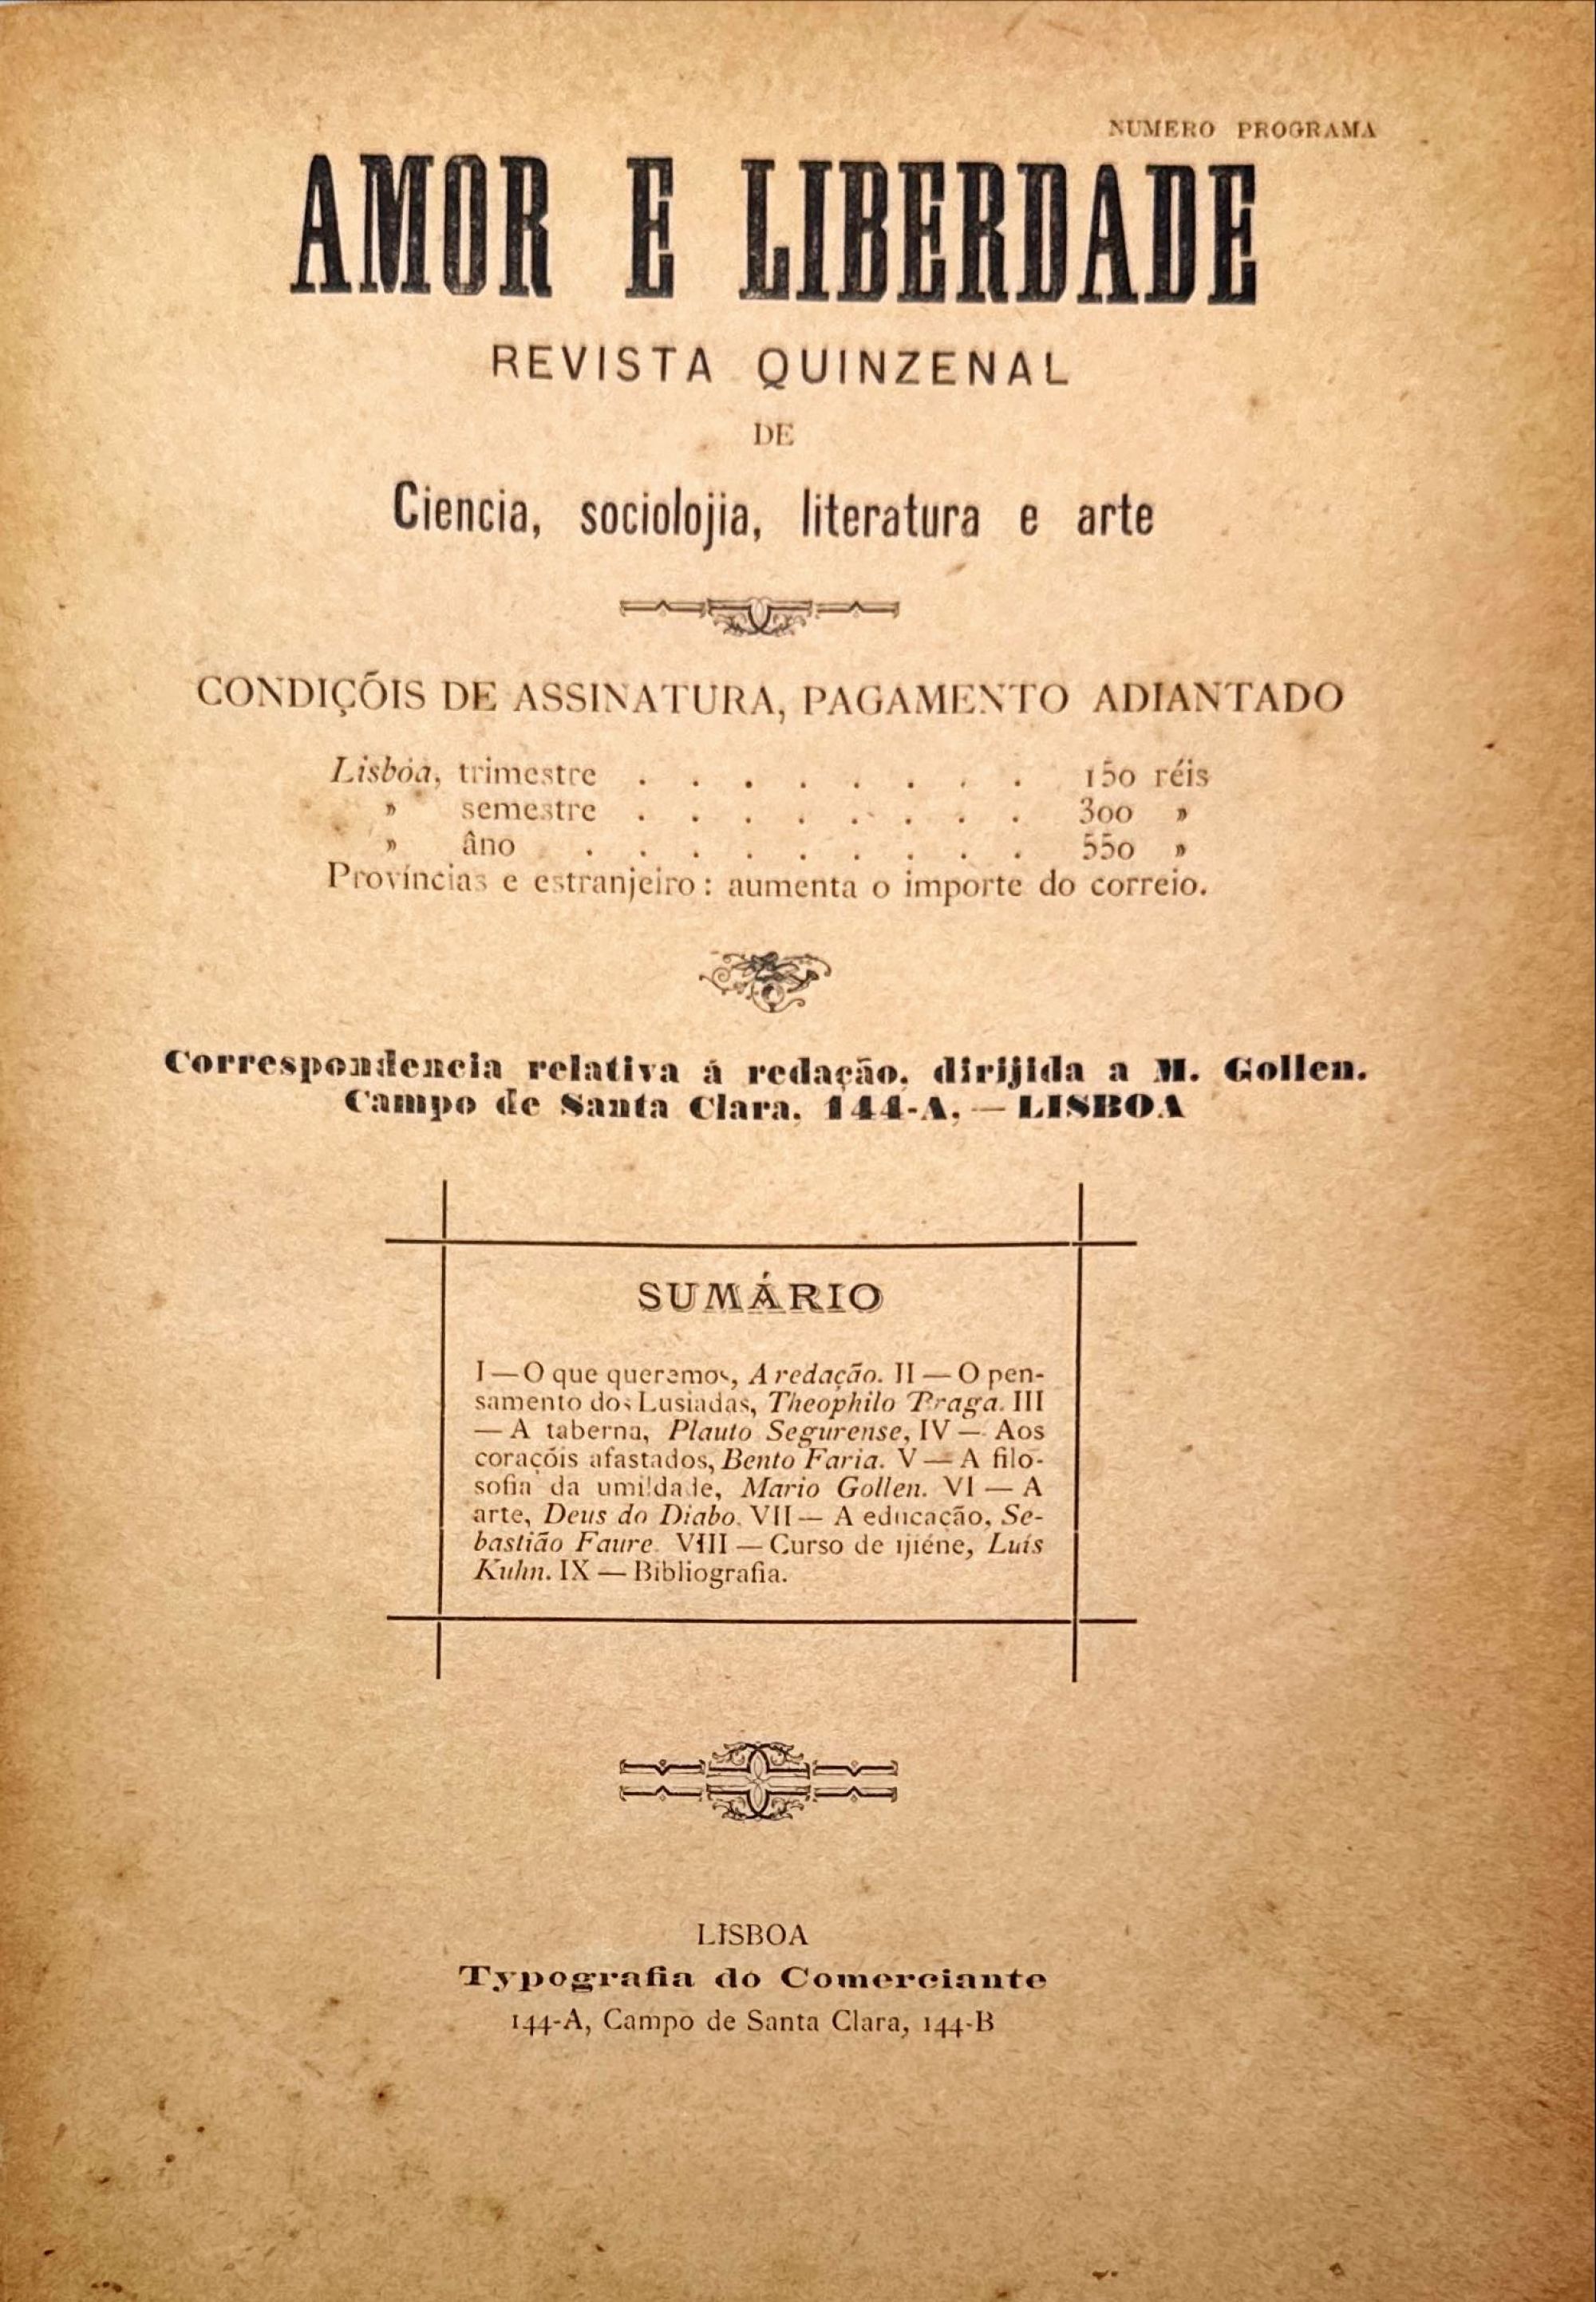 NUMERO PROGRAMA
AMOR E LIBERDADE
REVISTA QUINZENAL
DE
Ciencia, sociolojia, literatura e arte
CONDIÇÕIS DE ASSINATURA, PAGAMENTO ADIANTADO
Lisbôa, trimestre . . . . . . . . 150 réis
» semestre . . . . . . . . 300 »
» âno . . . . . . . . . 550 »
Províncias e estranjeiro: aumenta o importe do correio.
Correspondencia relativa á redação, dirijida a M. Gollen.
Campo de Santa Clara, 144-A, — LISBOA
SUMÁRIO
I — O que queremos, A redação. II — O pen-
samento dos Lusiadas, Theophilo Braga. III
— A taberna, Plauto Segurense, IV — Aos
coraçõis afastados, Bento Faria. V — A filo-
sofia da umildade, Mario Gollen. VI — A
arte, Deus do Diabo. VII — A educação, Se-
bastião Faure. VIII — Curso de ijiéne, Luís
Kuhn. IX — Bibliografia.
LISBOA
Typografia do Comerciante
144-A, Campo de Santa Clara, 144-B